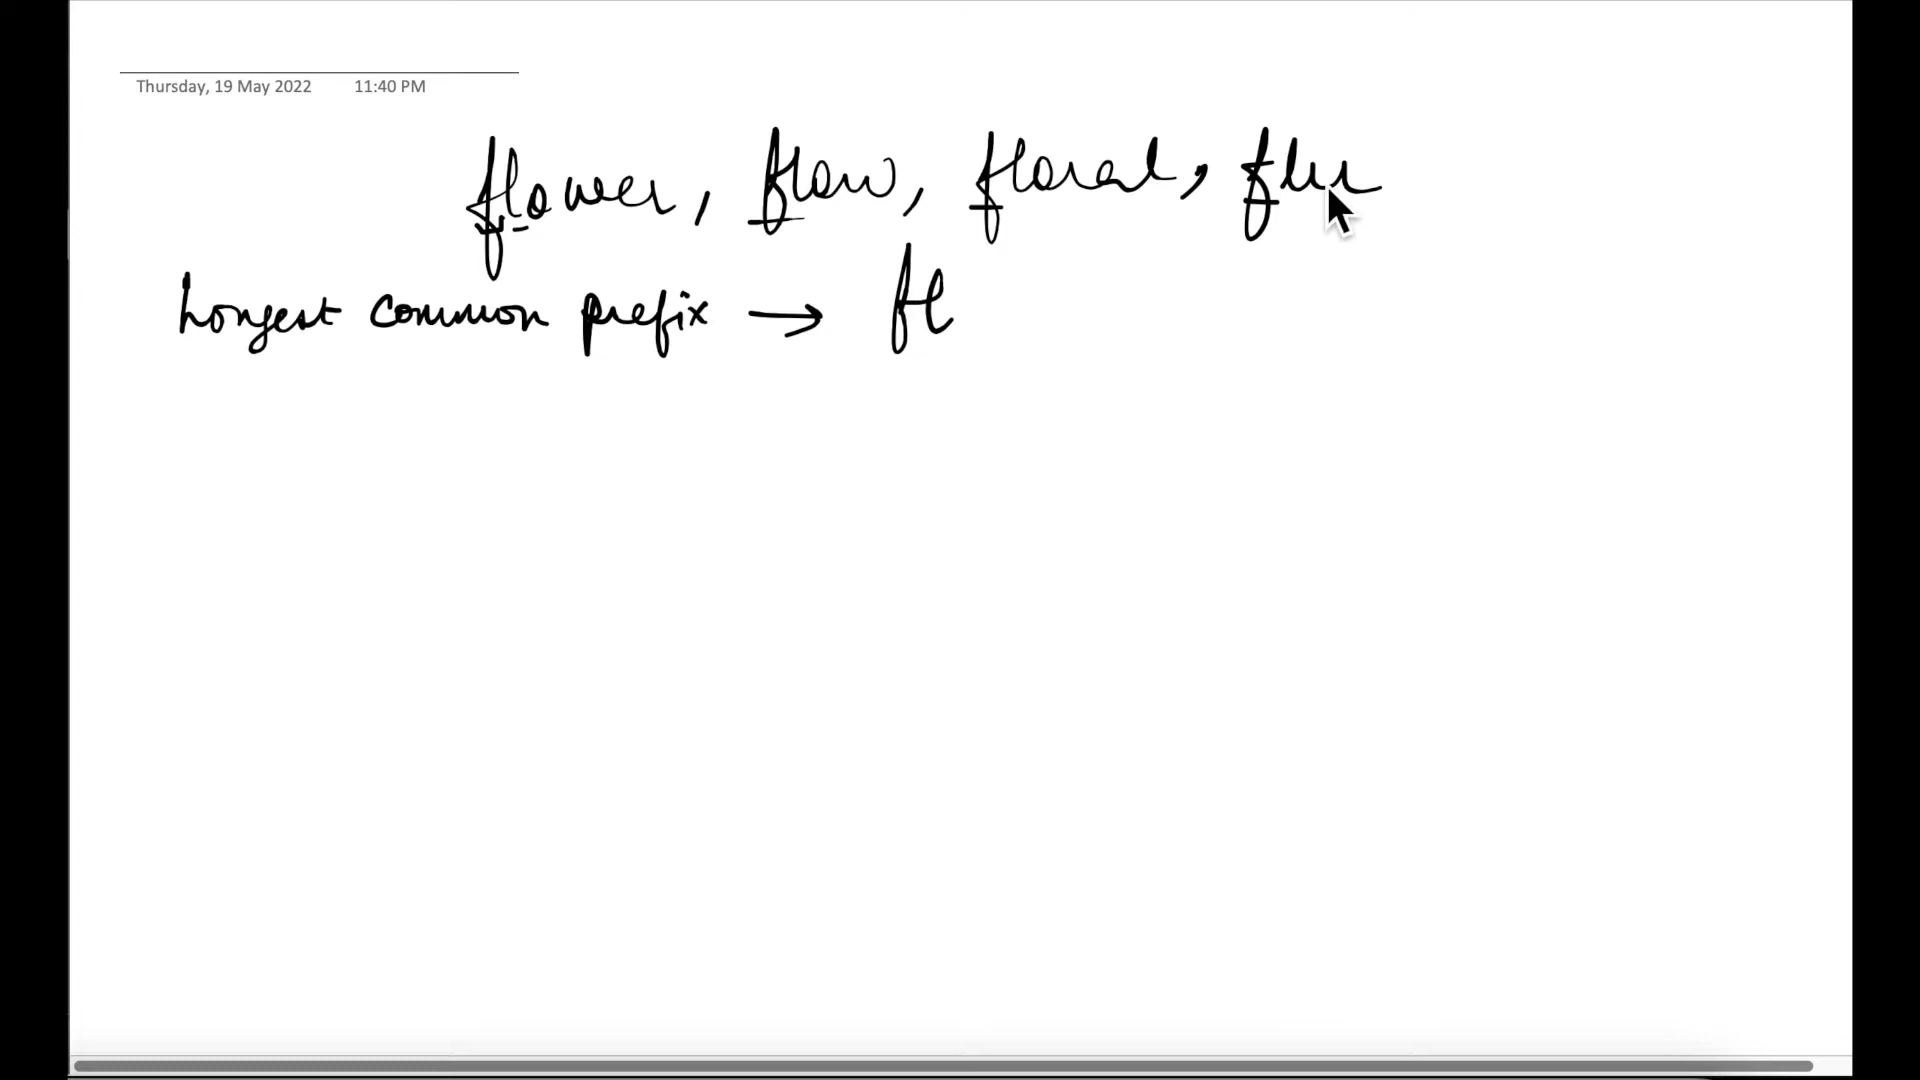 Thursday, 19 May 2022 11:40 PM
flower, flow, floral, flu
Longest common prefix → fl